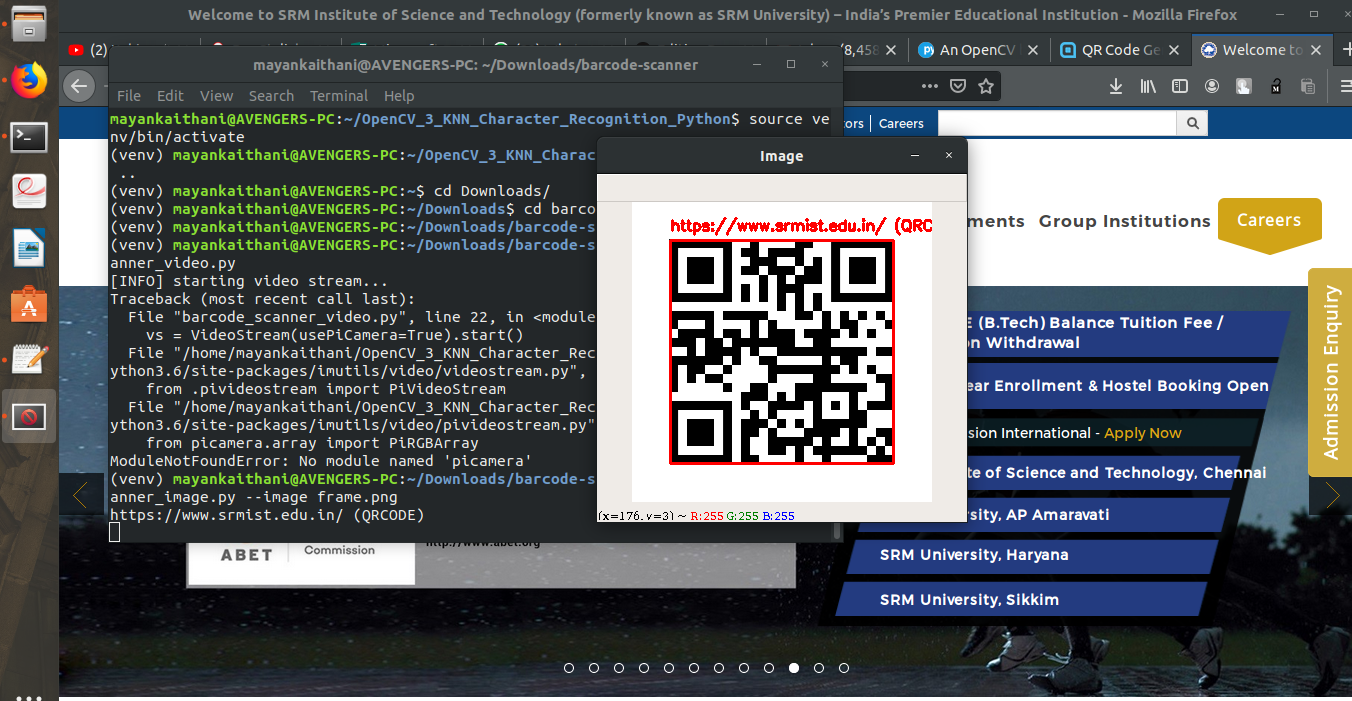 Welcome to SRM Institute of Science and Technology (formerly known as SRM University) – India's Premier Educational Institution - Mozilla Firefox
(2)
(8,458
An OpenCV
QR Code Ge
Welcome to
mayankaithani@AVENGERS-PC: ~/Downloads/barcode-scanner
File Edit View Search Terminal Help
mayankaithani@AVENGERS-PC:~/OpenCV_3_KNN_Character_Recognition_Python$ source ve
nv/bin/activate
(venv) mayankaithani@AVENGERS-PC:~/OpenCV_3_KNN_Charac
..
(venv) mayankaithani@AVENGERS-PC:~$ cd Downloads/
(venv) mayankaithani@AVENGERS-PC:~/Downloads$ cd barco
(venv) mayankaithani@AVENGERS-PC:~/Downloads/barcode-s
(venv) mayankaithani@AVENGERS-PC:~/Downloads/barcode-s
anner_video.py
[INFO] starting video stream...
Traceback (most recent call last):
File "barcode_scanner_video.py", line 22, in <module
vs = VideoStream(usePiCamera=True).start()
File "/home/mayankaithani/OpenCV_3_KNN_Character_Rec
ython3.6/site-packages/imutils/video/videostream.py",
from .pivideostream import PiVideoStream
File "/home/mayankaithani/OpenCV_3_KNN_Character_Rec
ython3.6/site-packages/imutils/video/pivideostream.py"
from picamera.array import PiRGBArray
ModuleNotFoundError: No module named 'picamera'
(venv) mayankaithani@AVENGERS-PC:~/Downloads/barcode-s
anner_image.py --image frame.png
https://www.srmist.edu.in/ (QRCODE)
Image
https://www.srmist.edu.in/ (QRC
(x=176, y=3) ~ R:255 G:255 B:255
tors | Careers
ments Group Institutions Careers
E (B.Tech) Balance Tuition Fee /
on Withdrawal
ear Enrollment & Hostel Booking Open
sion International - Apply Now
te of Science and Technology, Chennai
rsity, AP Amaravati
SRM University, Haryana
SRM University, Sikkim
Admission Enquiry
ABET
Commission
http://www.abet.org